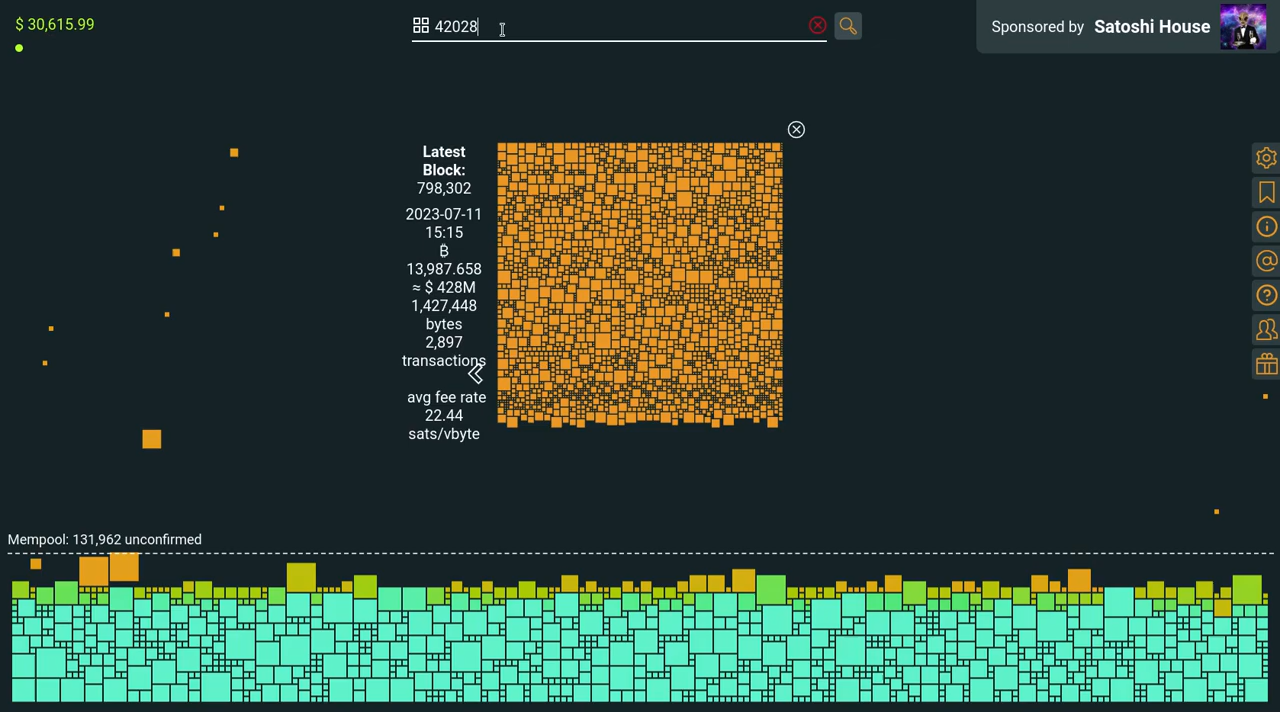 $ 30,615.99
42028
Sponsored by Satoshi House
Latest
Block:
798,302
2023-07-11
15:15
₿
13,987.658
≈ $ 428M
1,427,448
bytes
2,897
transactions
avg fee rate
22.44
sats/vbyte
Mempool: 131,962 unconfirmed